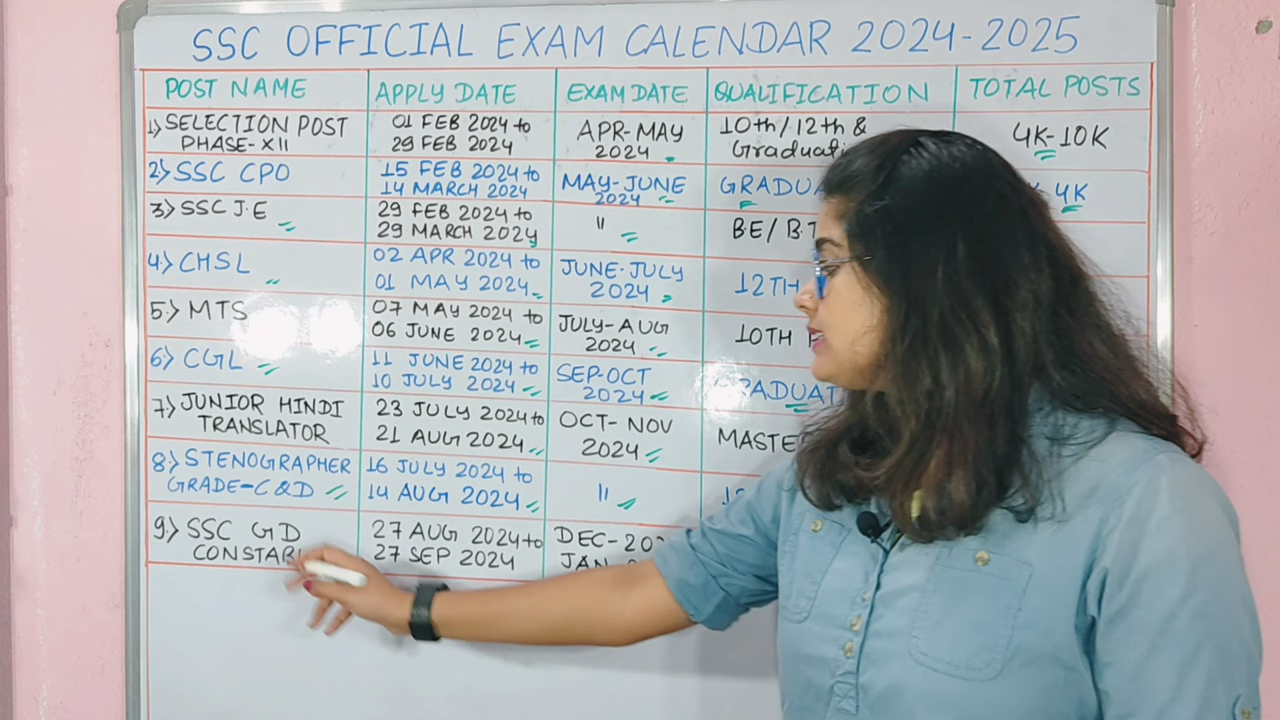 SSC OFFICIAL EXAM CALENDAR 2024-2025
POST NAME APPLY DATE EXAM DATE QUALIFICATION TOTAL POSTS
1) SELECTION POST
PHASE-XII
01 FEB 2024 to
29 FEB 2024
APR-MAY
2024
10th/12th &
4K-10K
2) SSC CPO
15 FEB 2024 to
14 MARCH 2024
MAY-JUNE
2024
4K
3) SSC J.E
29 FEB 2024 to
29 MARCH 2024
"
BE/
4) CHSL
02 APR 2024 to
01 MAY 2024
JUNE-JULY
2024
12TH
5) MTS
07 MAY 2024 to
06 JUNE 2024
JULY-AUG
2024
10TH
6) CGL
11 JUNE 2024 to
10 JULY 2024
SEP-OCT
2024
7) JUNIOR HINDI
TRANSLATOR
23 JULY 2024 to
21 AUG 2024
OCT-NOV
2024
8) STENOGRAPHER
GRADE-C&D
16 JULY 2024 to
14 AUG 2024
"
9) SSC GD
27 AUG 2024 to
27 SEP 2024
DEC-
JAN